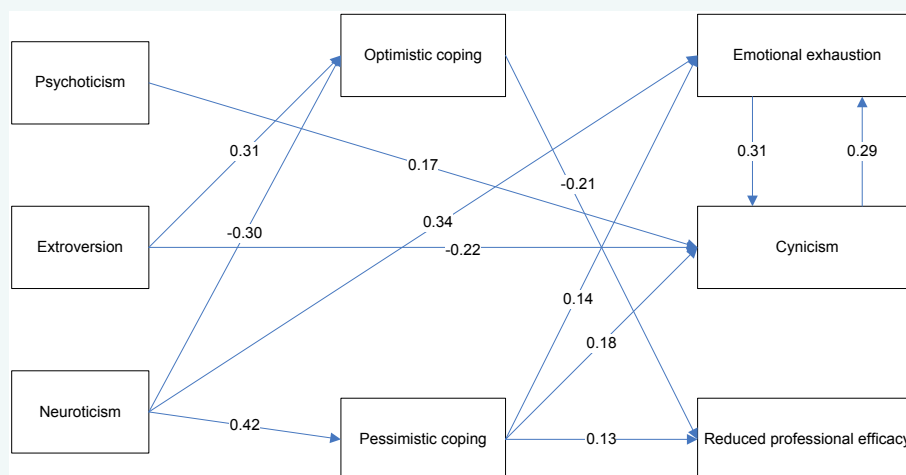 Optimistic coping
Emotional exhaustion
Psychoticism
0.31
0.17
0.31
0.29
-0.21
0.34
-0.30
Extroversion
-0.22
Cynicism
0.14
0.18
Neuroticism
0.42
Pessimistic coping
0.13
Reduced professional efficacy